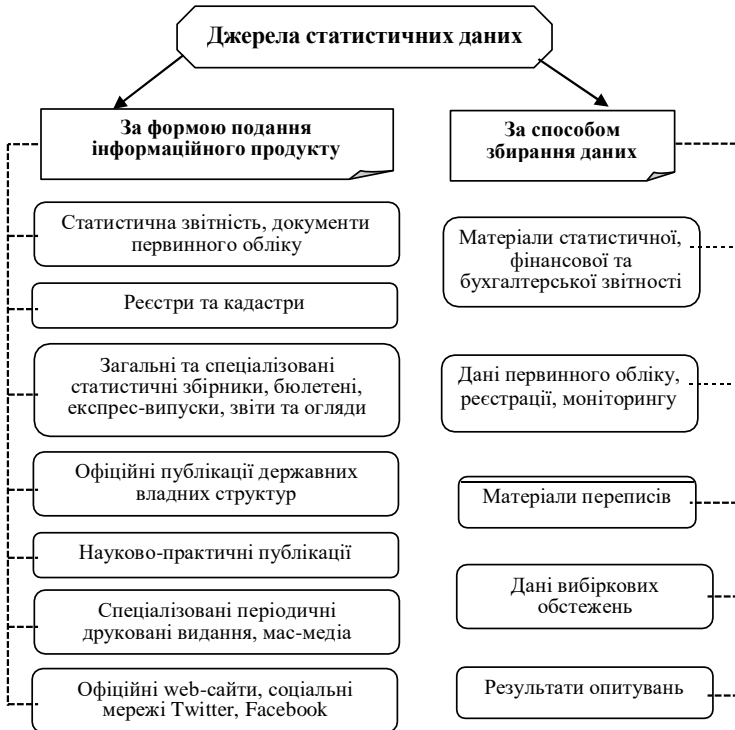 Джерела статистичних даних
За формою подання
інформаційного продукту
Статистична звітність, документи
первинного обліку
Реєстри та кадастри
Загальні та спеціалізовані
статистичні збірники, бюлетені,
експрес-випуски, звіти та огляди
Офіційні публікації державних
владних структур
Науково-практичні публікації
Спеціалізовані періодичні
друковані видання, мас-медіа
Офіційні web-сайти, соціальні
мережі Twitter, Facebook
За способом
збирання даних
Матеріали статистичної,
фінансової та
бухгалтерської звітності
Дані первинного обліку,
реєстрації, моніторингу
Матеріали переписів
Дані вибіркових
обстежень
Результати опитувань